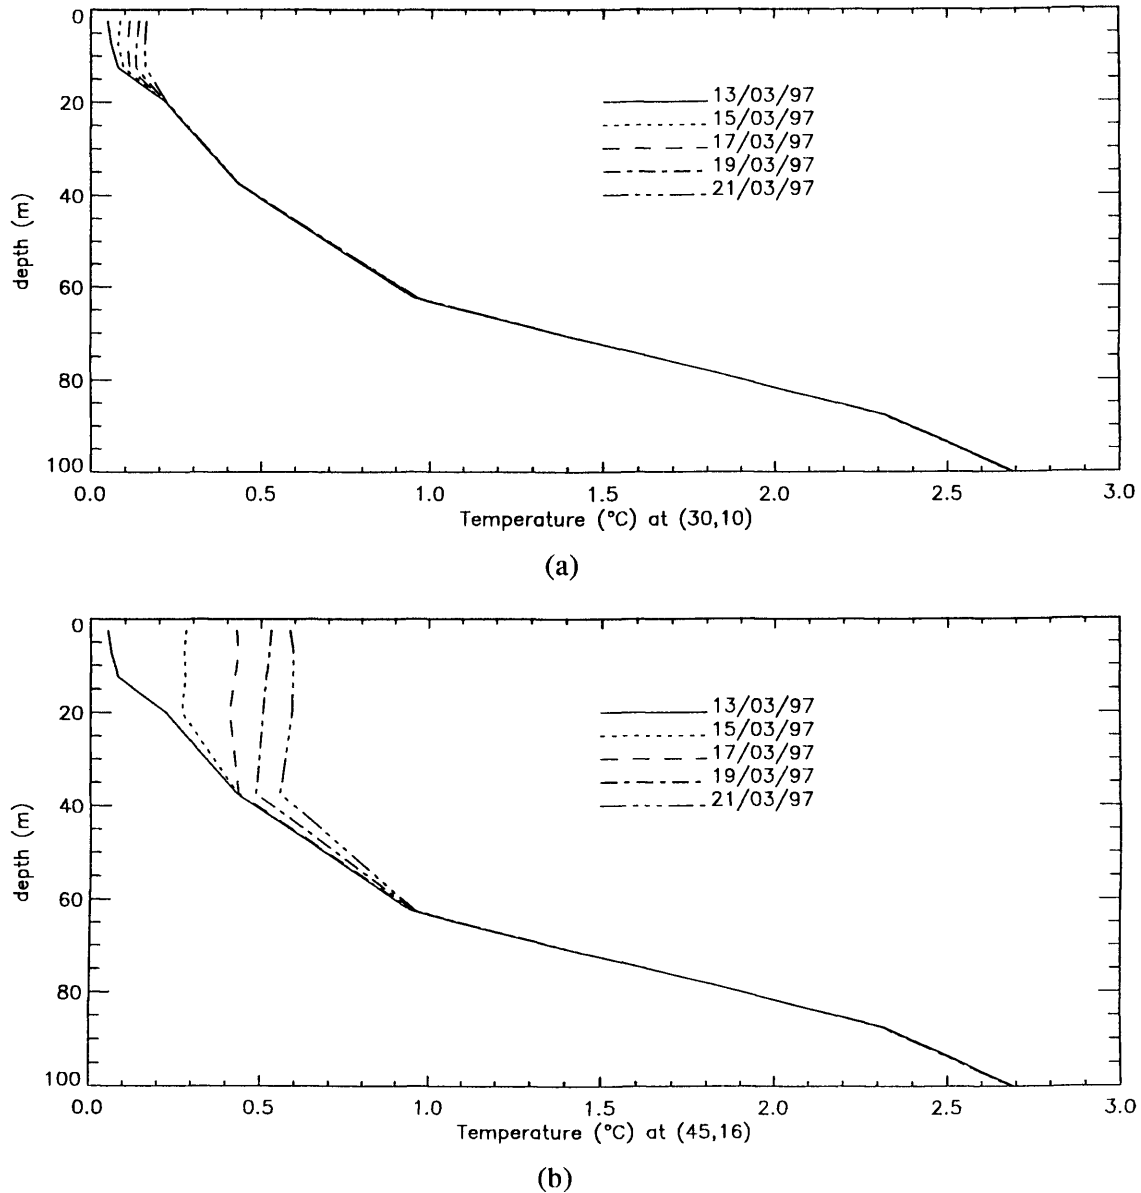 0
20
40
60
80
100
depth (m)
13/03/97
15/03/97
17/03/97
19/03/97
21/03/97
0.0 0.5 1.0 1.5 2.0 2.5 3.0
Temperature (°C) at (30,10)
(a)
0
20
40
60
80
100
depth (m)
13/03/97
15/03/97
17/03/97
19/03/97
21/03/97
0.0 0.5 1.0 1.5 2.0 2.5 3.0
Temperature (°C) at (45,16)
(b)